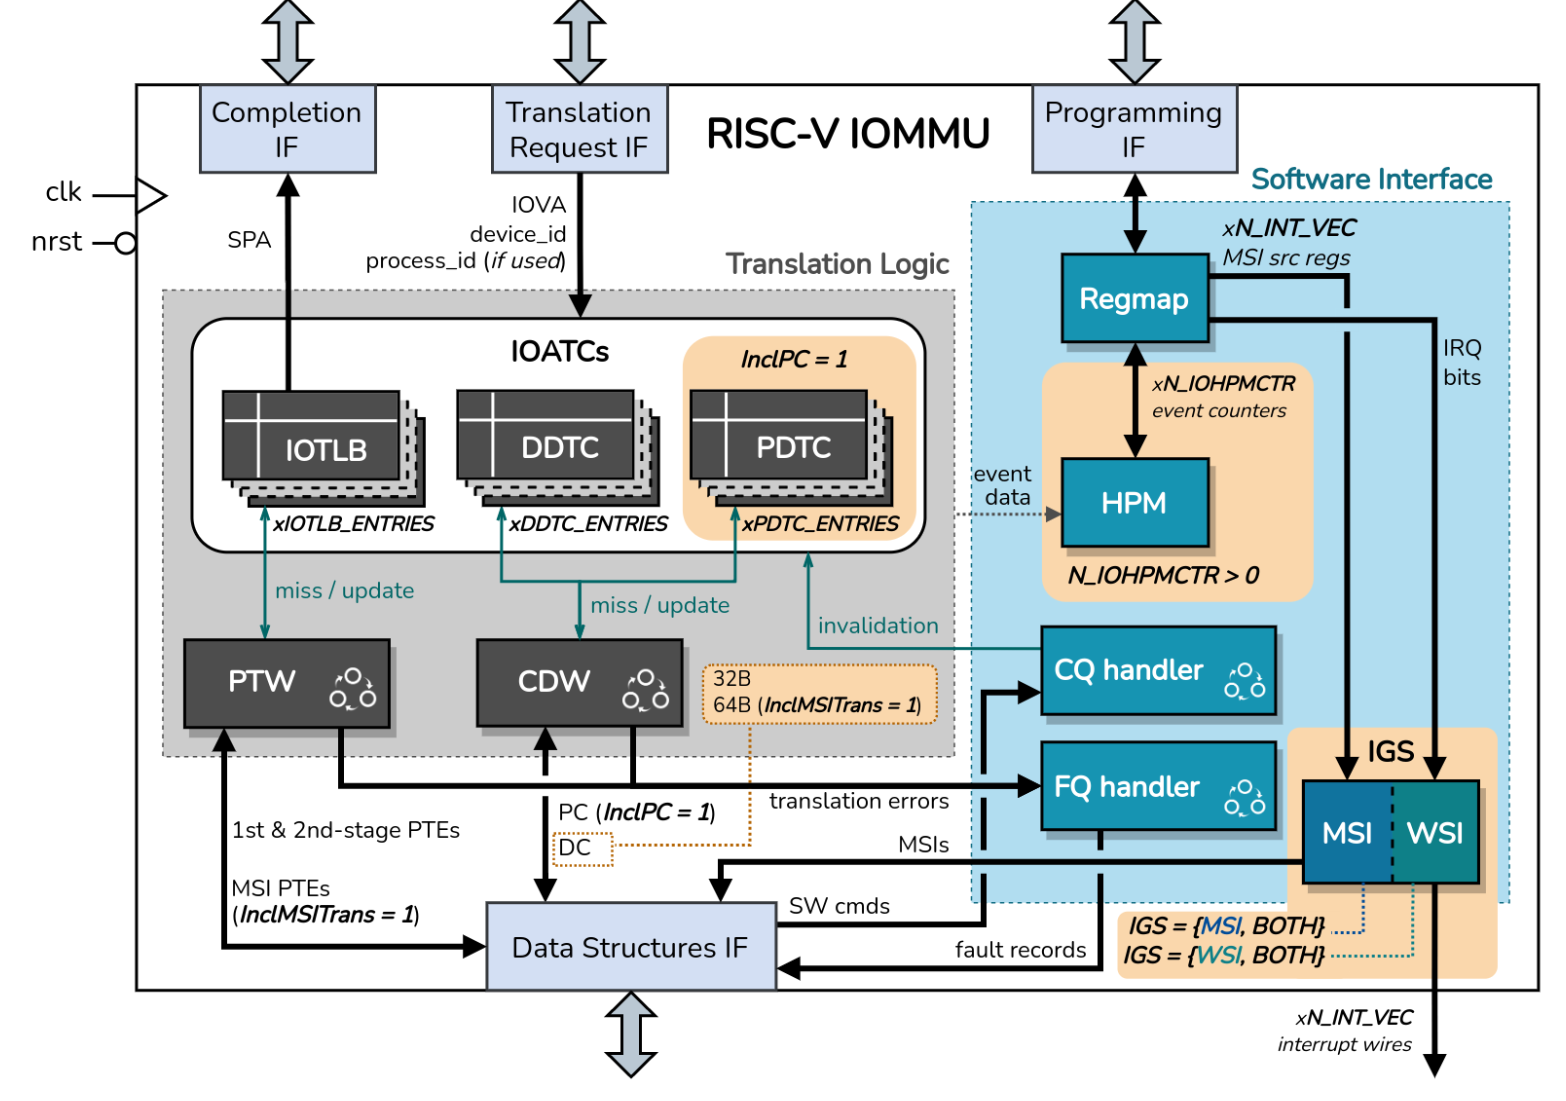 Completion
IF
Translation
Request IF
RISC-V IOMMU
Programming
IF
clk
nrst
SPA
IOVA
device_id
process_id (if used)
Translation Logic
Software Interface
xN_INT_VEC
MSI src regs
Regmap
IRQ
bits
IOATCs
InclPC = 1
IOTLB
DDTC
PDTC
xIOTLB_ENTRIES
xDDTC_ENTRIES
xPDTC_ENTRIES
xN_IOHPMCTR
event counters
event
data
HPM
N_IOHPMCTR > 0
miss / update
miss / update
invalidation
PTW
CDW
32B
64B (InclMSITrans = 1)
CQ handler
FQ handler
IGS
MSI
WSI
translation errors
PC (InclPC = 1)
DC
1st & 2nd-stage PTEs
MSI PTEs
(InclMSITrans = 1)
MSIs
SW cmds
fault records
Data Structures IF
IGS = {MSI, BOTH}
IGS = {WSI, BOTH}
xN_INT_VEC
interrupt wires